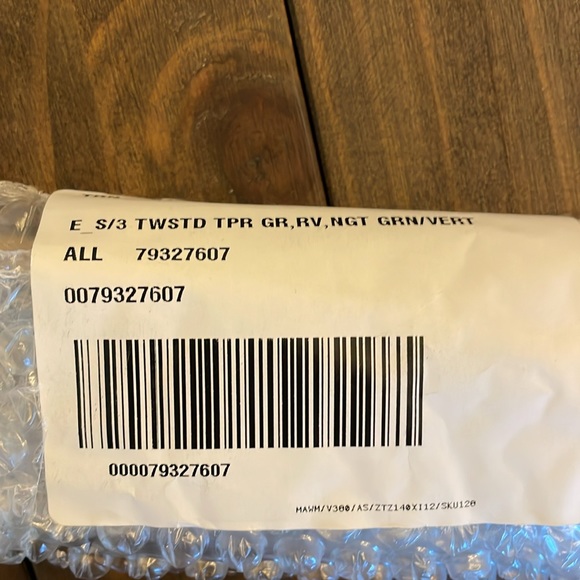 E_S/3 TWSTD TPR GR,RV,NGT GRN/VERT
ALL 79327607
0079327607
000079327607
MAWM/V300/AS/ZTZ140XI12/SKU120